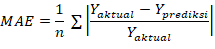 MAE = 1/n ∑ |(Y_aktual − Y_prediksi) / Y_aktual|